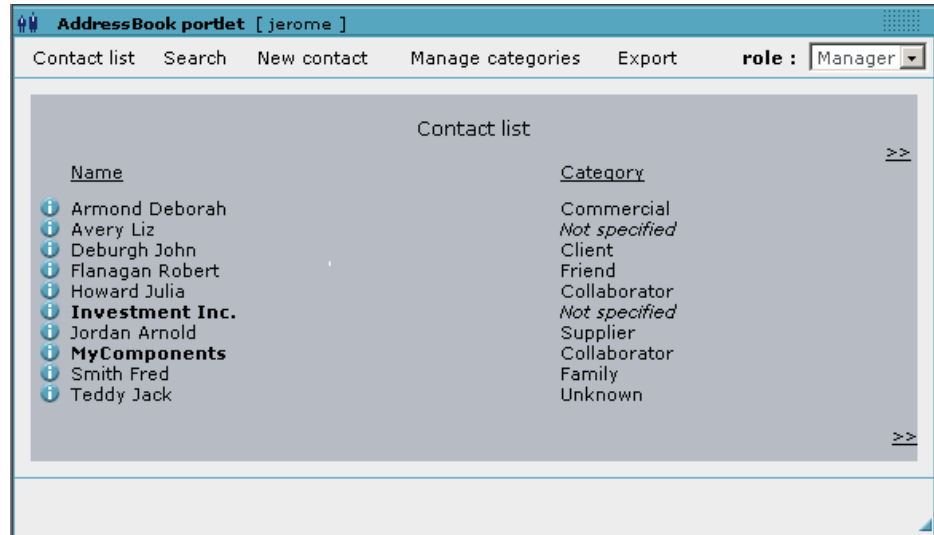 AddressBook portlet [ jerome ]
Contact list Search New contact Manage categories Export role : Manager
Contact list
>>
Name Category
Armond Deborah Commercial
Avery Liz Not specified
Deburgh John Client
Flanagan Robert Friend
Howard Julia Collaborator
Investment Inc. Not specified
Jordan Arnold Supplier
MyComponents Collaborator
Smith Fred Family
Teddy Jack Unknown
>>